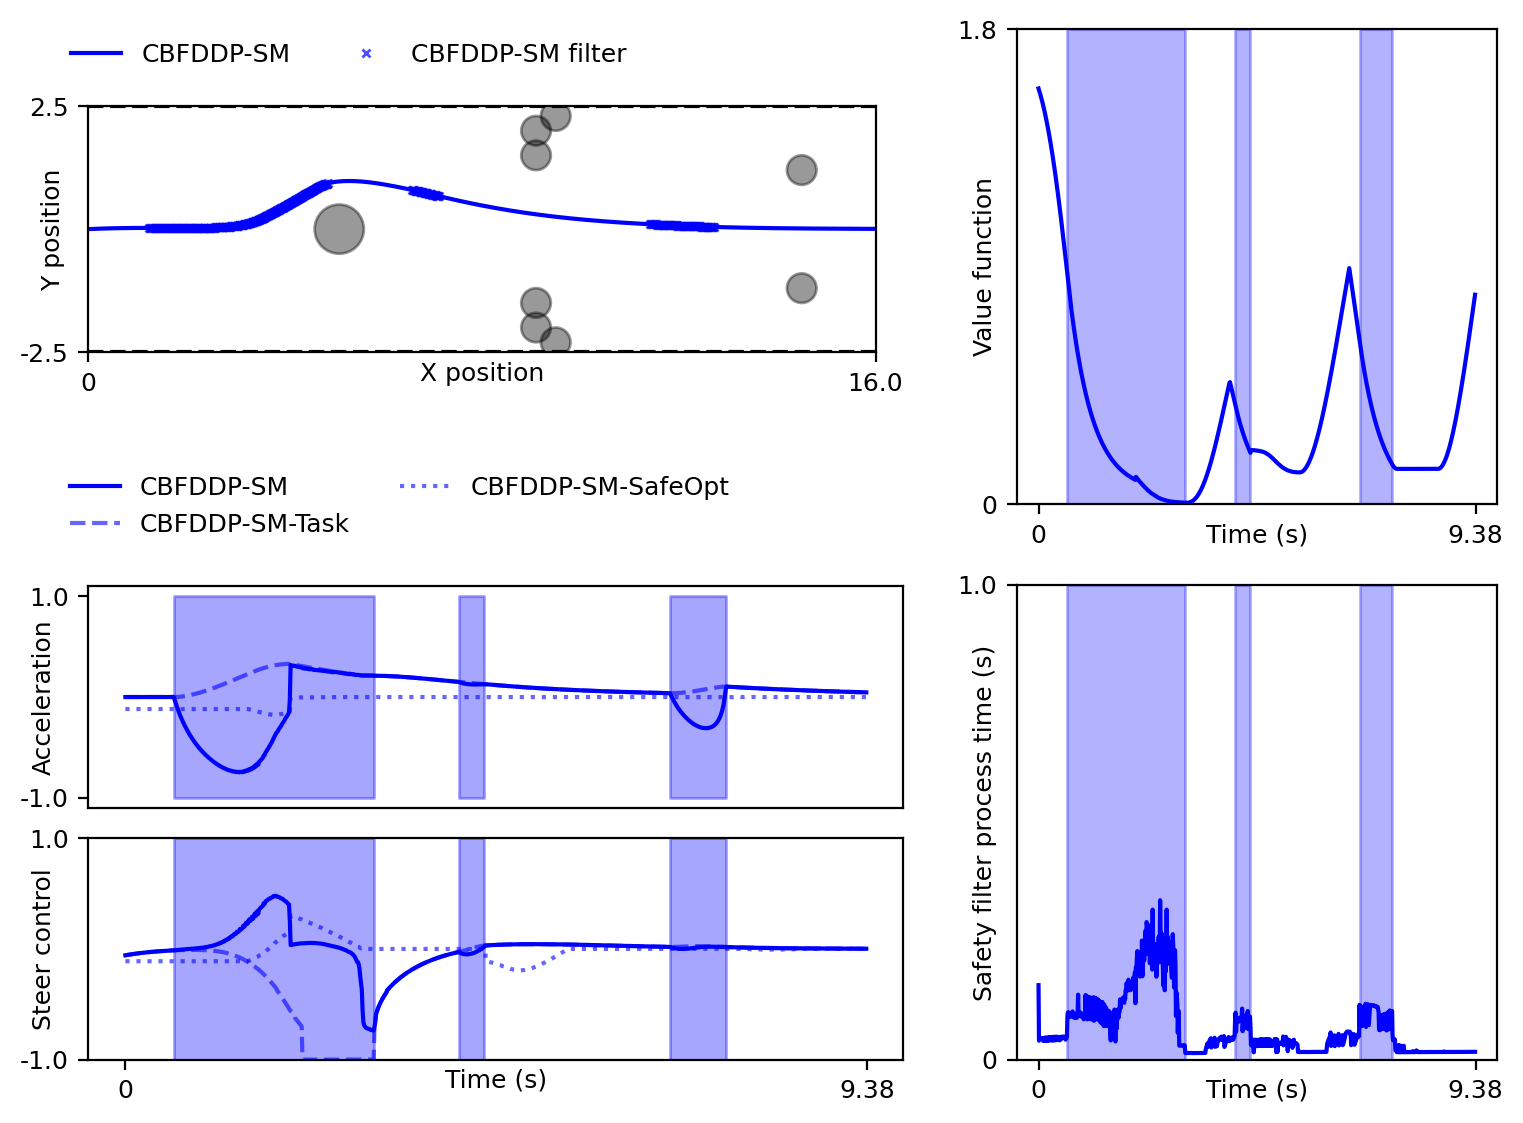 CBFDDP-SM
CBFDDP-SM filter
2.5
Y position
-2.5
0
X position
16.0
1.8
Value function
0
0
Time (s)
9.38
CBFDDP-SM
CBFDDP-SM-SafeOpt
CBFDDP-SM-Task
1.0
Acceleration
-1.0
1.0
Steer control
-1.0
0
Time (s)
9.38
1.0
Safety filter process time (s)
0
0
Time (s)
9.38